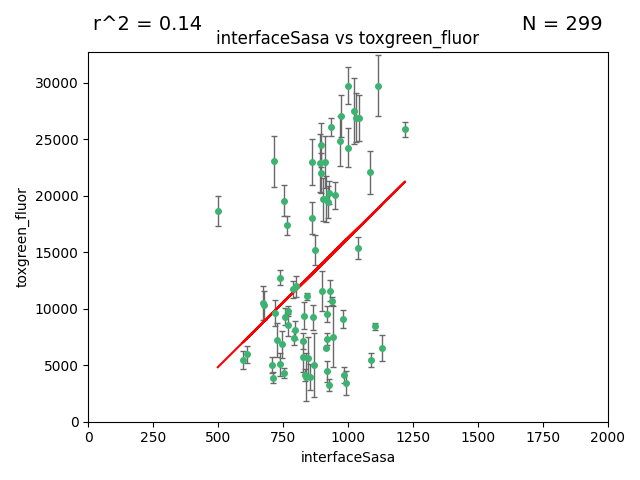 r^2 = 0.14
N = 299
interfaceSasa vs toxgreen_fluor
30000
25000
20000
15000
10000
5000
0
toxgreen_fluor
0 250 500 750 1000 1250 1500 1750 2000
interfaceSasa